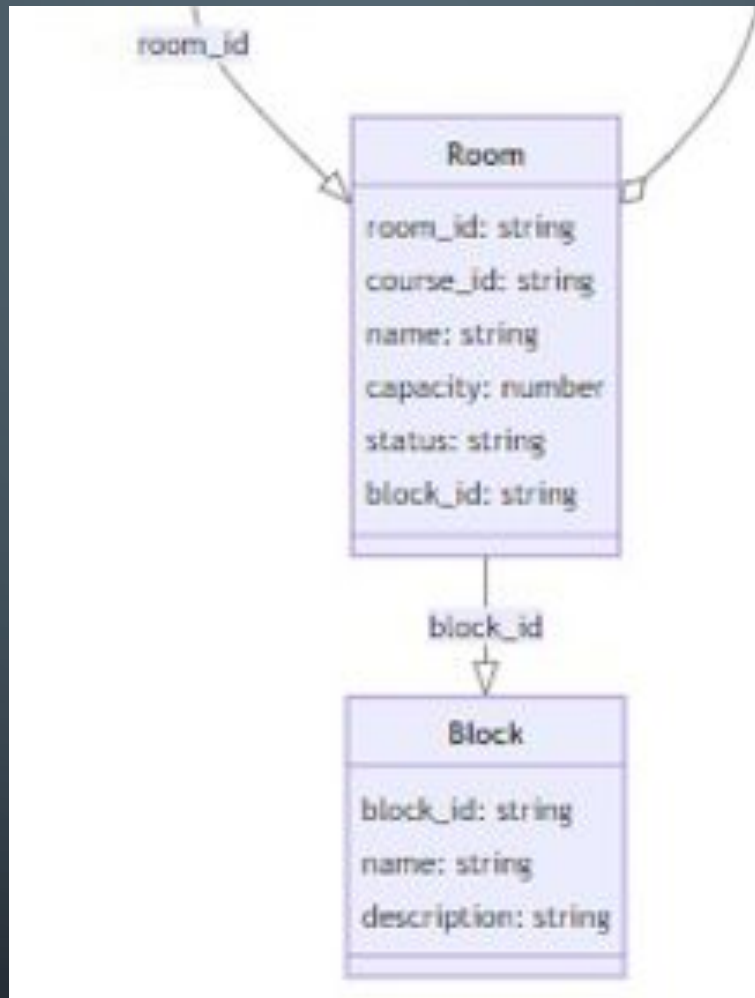 room_id
Room
room_id: string
course_id: string
name: string
capacity: number
status: string
block_id: string
block_id
Block
block_id: string
name: string
description: string